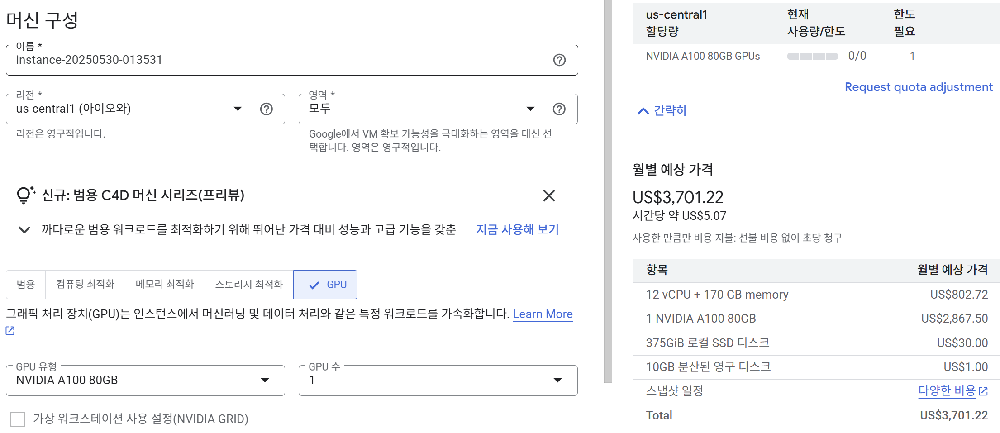 머신 구성
이름 *
instance-20250530-013531
리전 *
us-central1 (아이오와)
리전은 영구적입니다.
영역 *
모두
Google에서 VM 확보 가능성을 극대화하는 영역을 대신 선
택합니다. 영역은 영구적입니다.
신규: 범용 C4D 머신 시리즈(프리뷰)
까다로운 범용 워크로드를 최적화하기 위해 뛰어난 가격 대비 성능과 고급 기능을 갖춘
지금 사용해 보기
범용
컴퓨팅 최적화
메모리 최적화
스토리지 최적화
GPU
그래픽 처리 장치(GPU)는 인스턴스에서 머신러닝 및 데이터 처리와 같은 특정 워크로드를 가속화합니다. Learn More
GPU 유형
NVIDIA A100 80GB
GPU 수
1
가상 워크스테이션 사용 설정(NVIDIA GRID)
us-central1 현재 한도
할당량 사용량/한도 필요
NVIDIA A100 80GB GPUs 0/0 1
Request quota adjustment
간략히
월별 예상 가격
US$3,701.22
시간당 약 US$5.07
사용한 만큼만 비용 지불: 선불 비용 없이 초당 청구
항목 월별 예상 가격
12 vCPU + 170 GB memory US$802.72
1 NVIDIA A100 80GB US$2,867.50
375GiB 로컬 SSD 디스크 US$30.00
10GB 분산된 영구 디스크 US$1.00
스냅샷 일정 다양한 비용
Total US$3,701.22